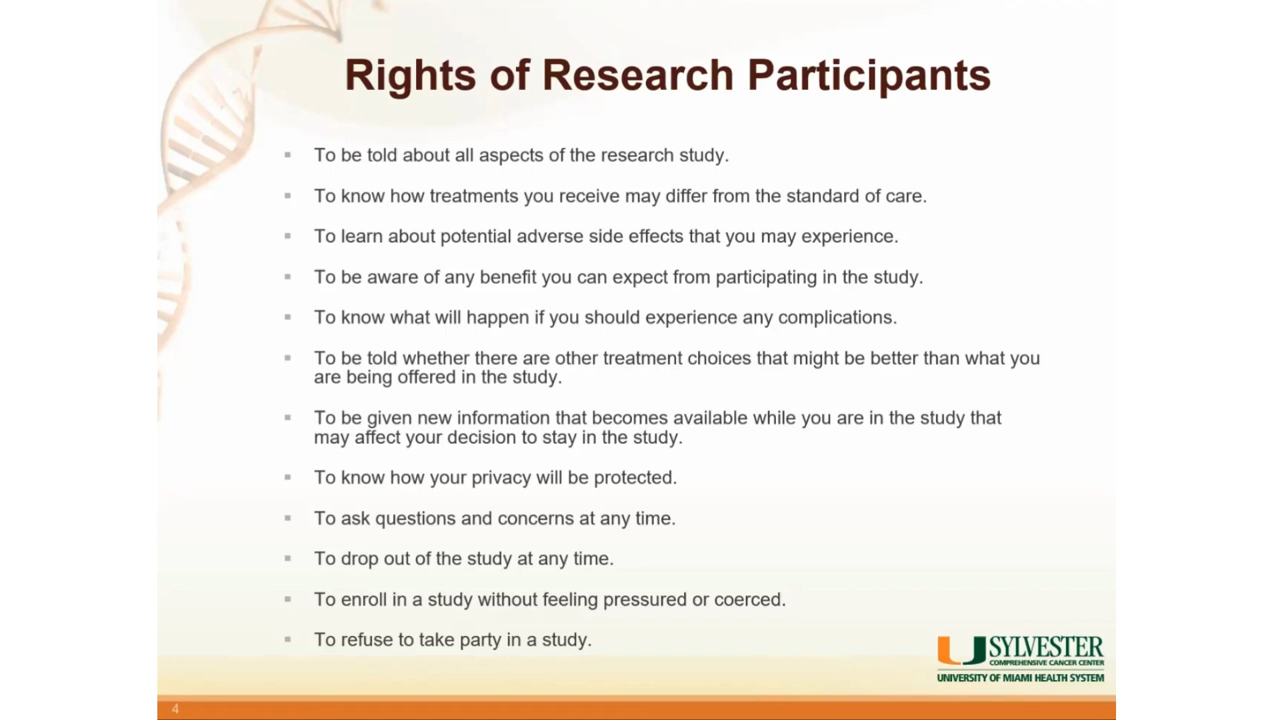 Rights of Research Participants
To be told about all aspects of the research study.
To know how treatments you receive may differ from the standard of care.
To learn about potential adverse side effects that you may experience.
To be aware of any benefit you can expect from participating in the study.
To know what will happen if you should experience any complications.
To be told whether there are other treatment choices that might be better than what you
are being offered in the study.
To be given new information that becomes available while you are in the study that
may affect your decision to stay in the study.
To know how your privacy will be protected.
To ask questions and concerns at any time.
To drop out of the study at any time.
To enroll in a study without feeling pressured or coerced.
To refuse to take party in a study.
SYLVESTER
COMPREHENSIVE CANCER CENTER
UNIVERSITY OF MIAMI HEALTH SYSTEM
4